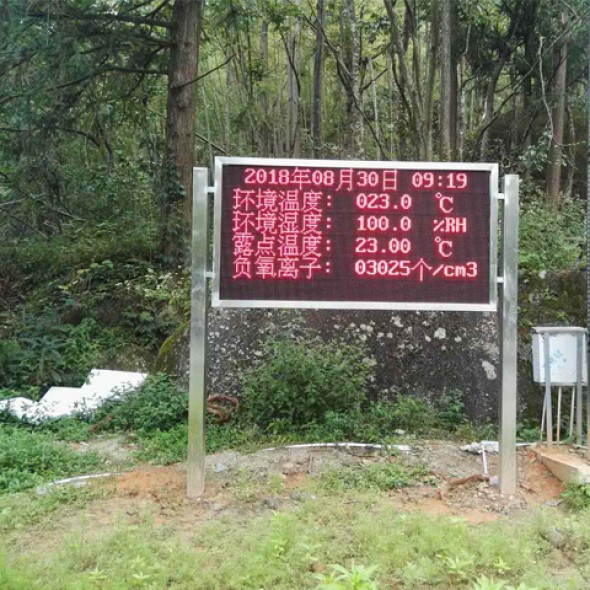 2018年08月30日 09:19
环境温度: 023.0 ℃
环境湿度: 100.0 %RH
露点温度: 23.00 ℃
负氧离子: 03025个/cm3